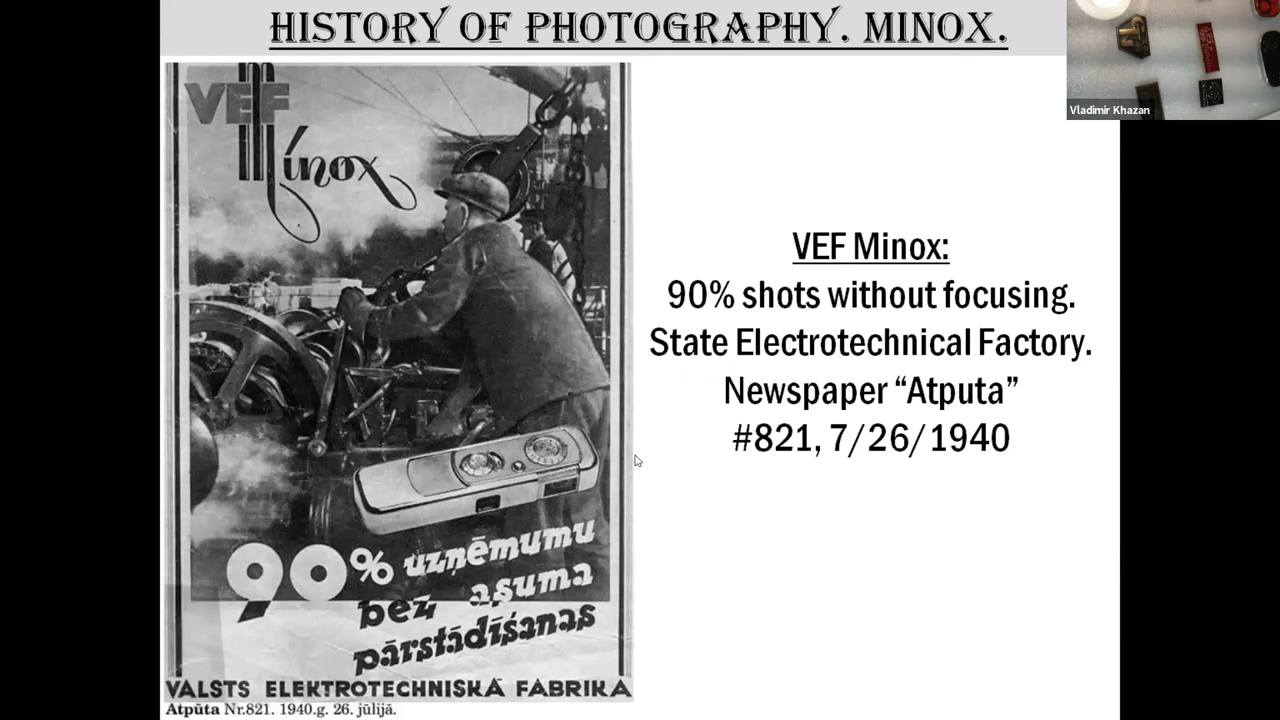 HISTORY OF PHOTOGRAPHY. MINOX.
Vladimir Khazan
VEF
Minox
90% uzņēmumu
bez asuma
pārstādīšanas
VALSTS ELEKTROTECHNISKĀ FABRIKA
Atpūta Nr.821. 1940.g. 26. jūlijā.
VEF Minox:
90% shots without focusing.
State Electrotechnical Factory.
Newspaper “Atputa”
#821, 7/26/1940